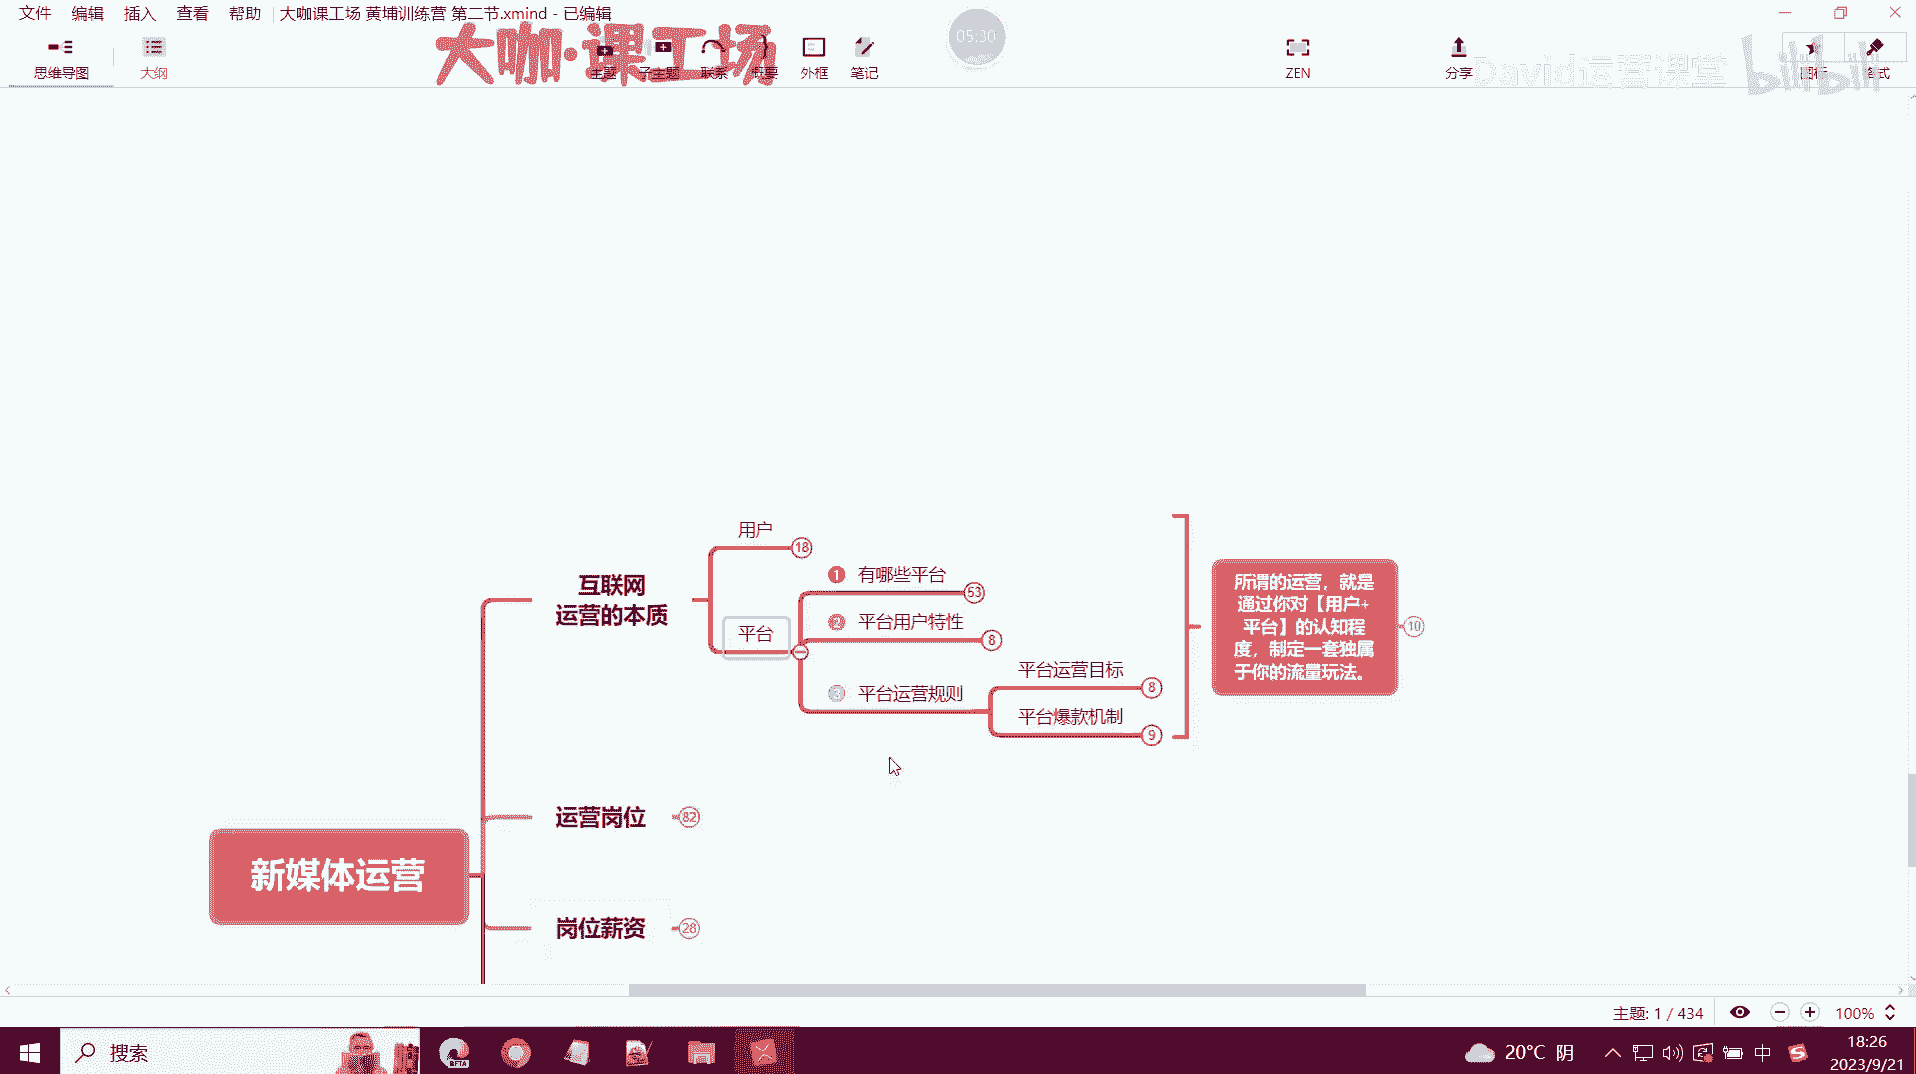 文件 编辑 插入 查看 帮助 大咖课工场 黄埔训练营 第二节.xmind - 已编辑
大咖·课工场
05:30
思维导图 大纲 主题 子主题 联系 概要 外框 笔记 ZEN 分享 图标 格式
David运营课堂 bilibili
用户 18
互联网
运营的本质
平台
1 有哪些平台 53
2 平台用户特性 8
3 平台运营规则
平台运营目标 8
平台爆款机制 9
所谓的运营，就是
通过你对【用户+
平台】的认知程
度，制定一套独属
于你的流量玩法。
10
运营岗位 82
新媒体运营
岗位薪资 28
主题: 1 / 434 100%
搜索
BETA
20°C 阴
中
18:26
2023/9/21